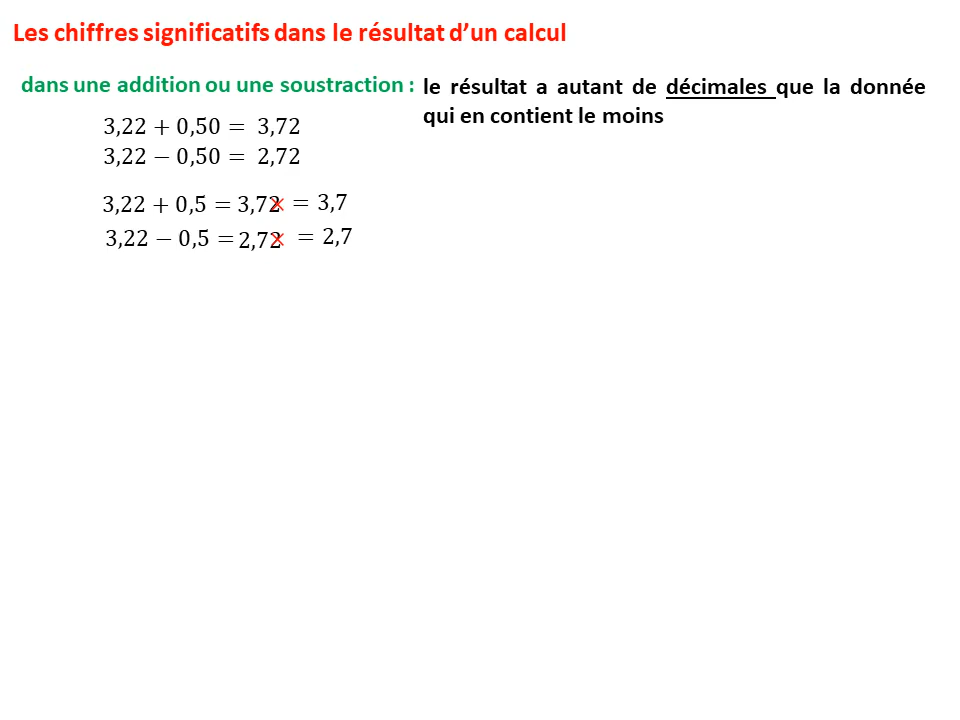 Les chiffres significatifs dans le résultat d’un calcul
dans une addition ou une soustraction : le résultat a autant de décimales que la donnée
qui en contient le moins
3,22 + 0,50 = 3,72
3,22 − 0,50 = 2,72
3,22 + 0,5 = 3,72 = 3,7
3,22 − 0,5 = 2,72 = 2,7